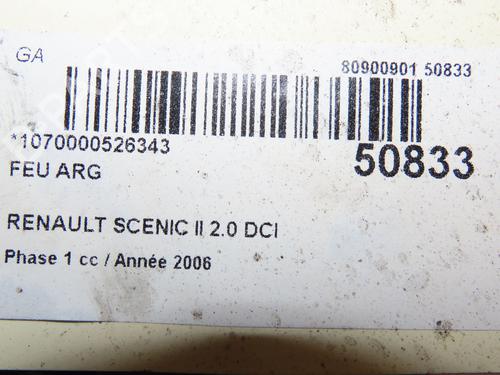 GA
80900901 50833
*1070000526343
50833
FEU ARG
RENAULT SCENIC II 2.0 DCI
Phase 1 cc / Année 2006